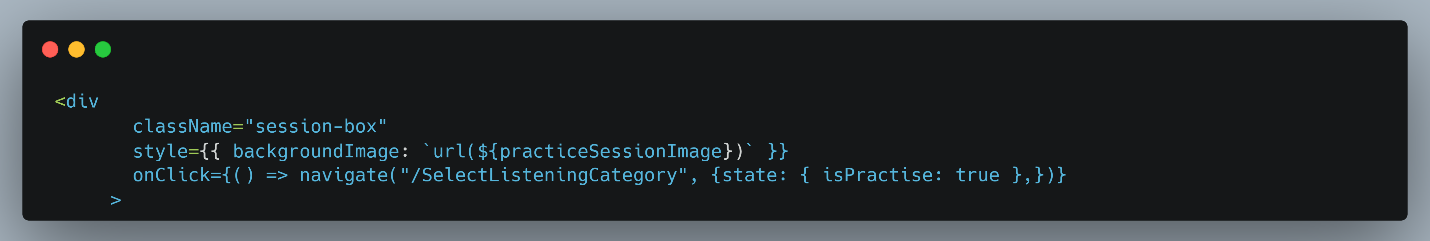 <div
className="session-box"
style={{ backgroundImage: `url(${practiceSessionImage})` }}
onClick={() => navigate("/SelectListeningCategory", {state: { isPractise: true },})}
>